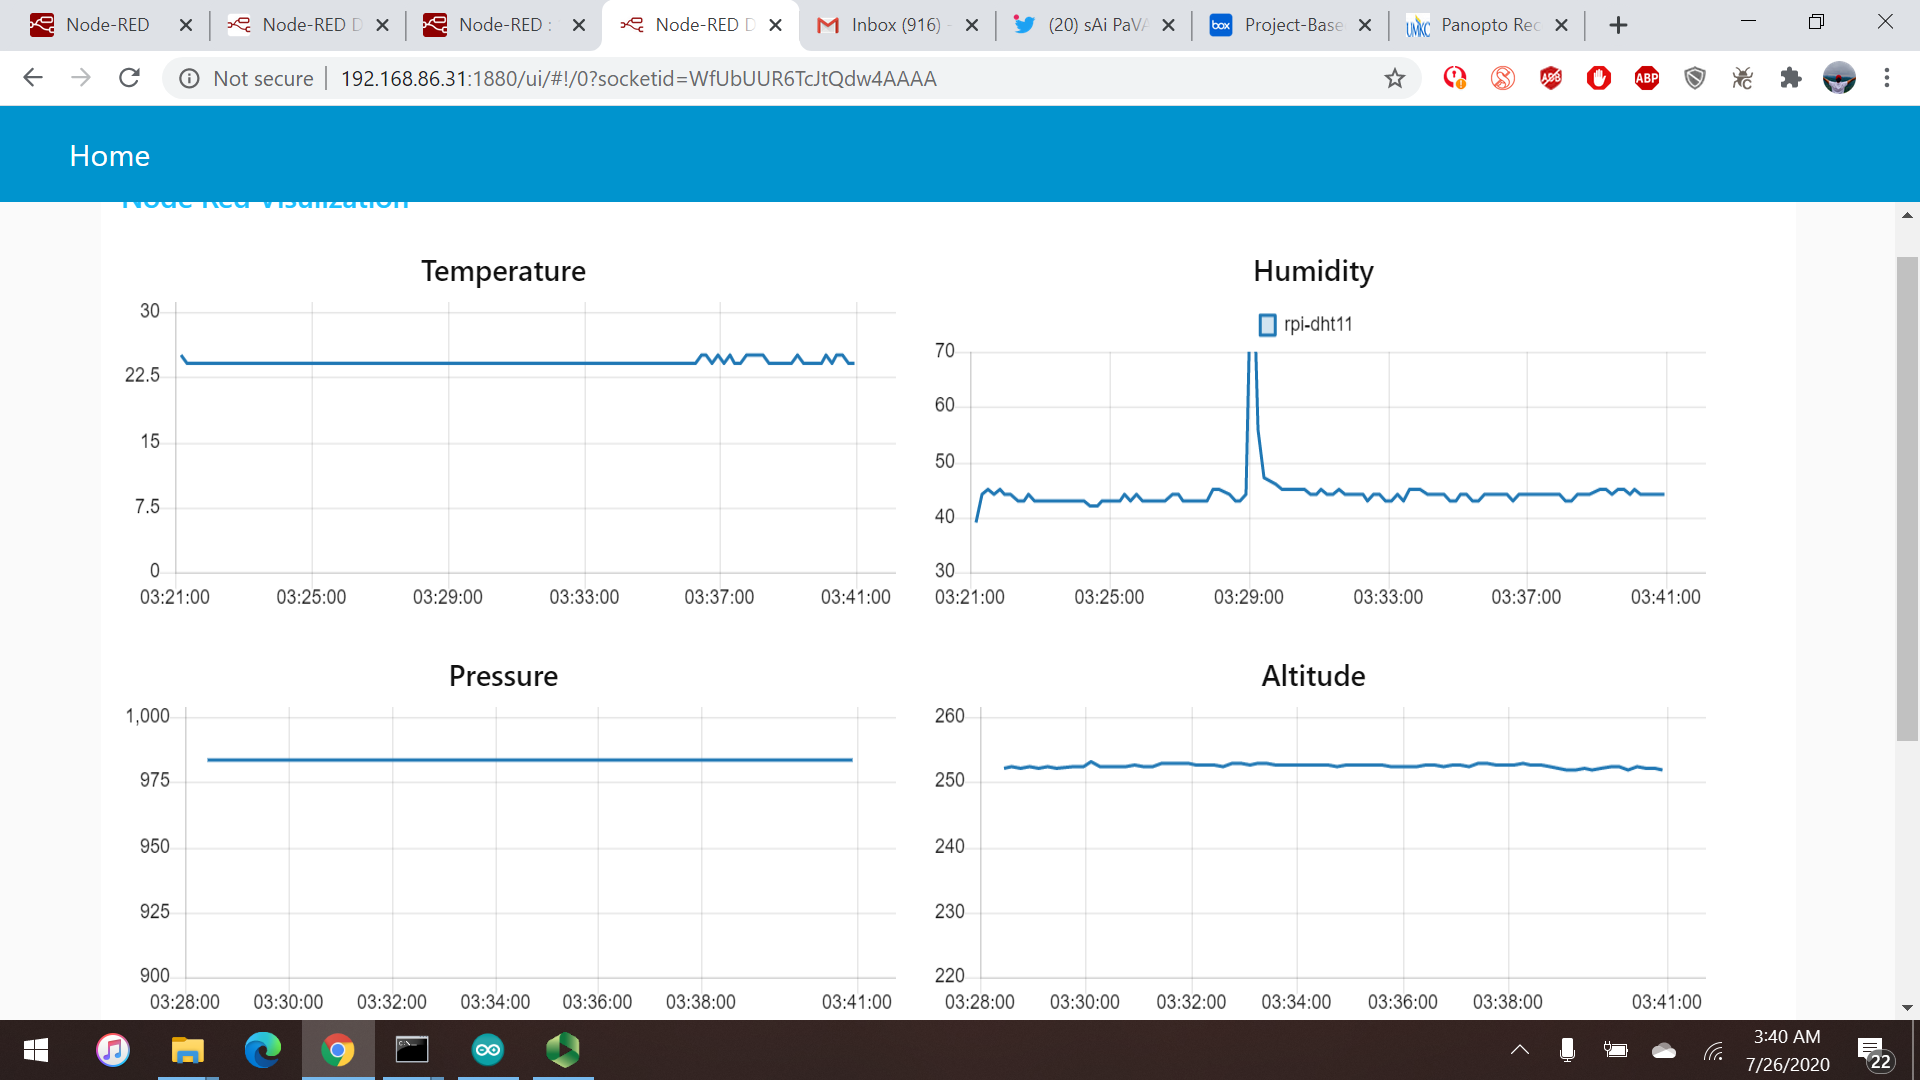 Node-RED
Node-RED D
Node-RED :
Node-RED D
Inbox (916) -
(20) sAi PaVA
Project-Base
Panopto Rec
Not secure
192.168.86.31:1880/ui/#!/0?socketid=WfUbUUR6TcJtQdw4AAAA
ABP
Home
Node Red Visulization
Temperature
30
22.5
15
7.5
0
03:21:00 03:25:00 03:29:00 03:33:00 03:37:00 03:41:00
Humidity
rpi-dht11
70
60
50
40
30
03:21:00 03:25:00 03:29:00 03:33:00 03:37:00 03:41:00
Pressure
1,000
975
950
925
900
03:28:00 03:30:00 03:32:00 03:34:00 03:36:00 03:38:00 03:41:00
Altitude
260
250
240
230
220
03:28:00 03:30:00 03:32:00 03:34:00 03:36:00 03:38:00 03:41:00
3:40 AM
7/26/2020
22